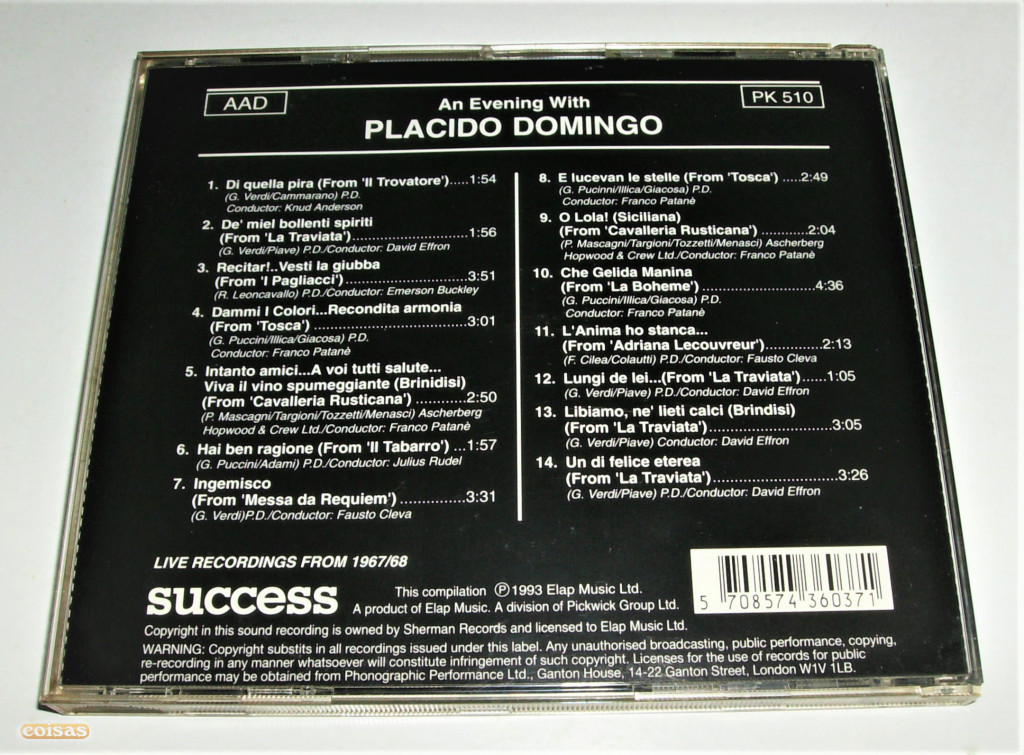 AAD
An Evening With
PK 510
PLACIDO DOMINGO
1. Di quella pira (From 'Il Trovatore').....1:54
(G. Verdi/Cammarano) P.D.
Conductor: Knud Anderson
2. De' miel bollenti spiriti
(From 'La Traviata')..............................1:56
(G. Verdi/Piave) P.D./Conductor: David Effron
3. Recitar!..Vesti la giubba
(From 'I Pagliacci')................................3:51
(R. Leoncavallo) P.D./Conductor: Emerson Buckley
4. Dammi I Colori...Recondita armonia
(From 'Tosca') ........................................3:01
(G. Puccini/Illica/Giacosa) P.D.
Conductor: Franco Patanè
5. Intanto amici...A voi tutti salute...
Viva il vino spumeggiante (Brinidisi)
(From 'Cavalleria Rusticana') ..............2:50
(P. Mascagni/Targioni/Tozzetti/Menasci) Ascherberg
Hopwood & Crew Ltd./Conductor: Franco Patanè
6. Hai ben ragione (From 'Il Tabarro') ...1:57
(G. Puccini/Adami) P.D./Conductor: Julius Rudel
7. Ingemisco
(From 'Messa da Requiem') .................3:31
(G. Verdi)P.D./Conductor: Fausto Cleva
8. E lucevan le stelle (From 'Tosca') .....2:49
(G. Pucinni/Illica/Giacosa) P.D.
Conductor: Franco Patanè
9. O Lola! (Siciliana)
(From 'Cavalleria Rusticana') ..............2:04
(P. Mascagni/Targioni/Tozzetti/Menasci) Ascherberg
Hopwood & Crew Ltd./Conductor: Franco Patanè
10. Che Gelida Manina
(From 'La Boheme') ..............................4:36
(G. Puccini/Illica/Giacosa) P.D.
Conductor: Franco Patanè
11. L'Anima ho stanca...
(From 'Adriana Lecouvreur')...............2:13
(F. Cilea/Colautti) P.D./Conductor: Fausto Cleva
12. Lungi de lei...(From 'La Traviata')......1:05
(G. Verdi/Piave) P.D./Conductor: David Effron
13. Libiamo, ne' lieti calci (Brindisi)
(From 'La Traviata')................................3:05
(G. Verdi/Piave) Conductor: David Effron
14. Un di felice eterea
(From 'La Traviata')................................3:26
(G. Verdi/Piave) P.D./Conductor: David Effron
LIVE RECORDINGS FROM 1967/68
success
This compilation Ⓟ1993 Elap Music Ltd.
A product of Elap Music. A division of Pickwick Group Ltd.
5 708574 360371
Copyright in this sound recording is owned by Sherman Records and licensed to Elap Music Ltd.
WARNING: Copyright substits in all recordings issued under this label. Any unauthorised broadcasting, public performance, copying,
re-recording in any manner whatsoever will constitute infringement of such copyright. Licenses for the use of records for public
performance may be obtained from Phonographic Performance Ltd., Ganton House, 14-22 Ganton Street, London W1V 1LB.
coisas